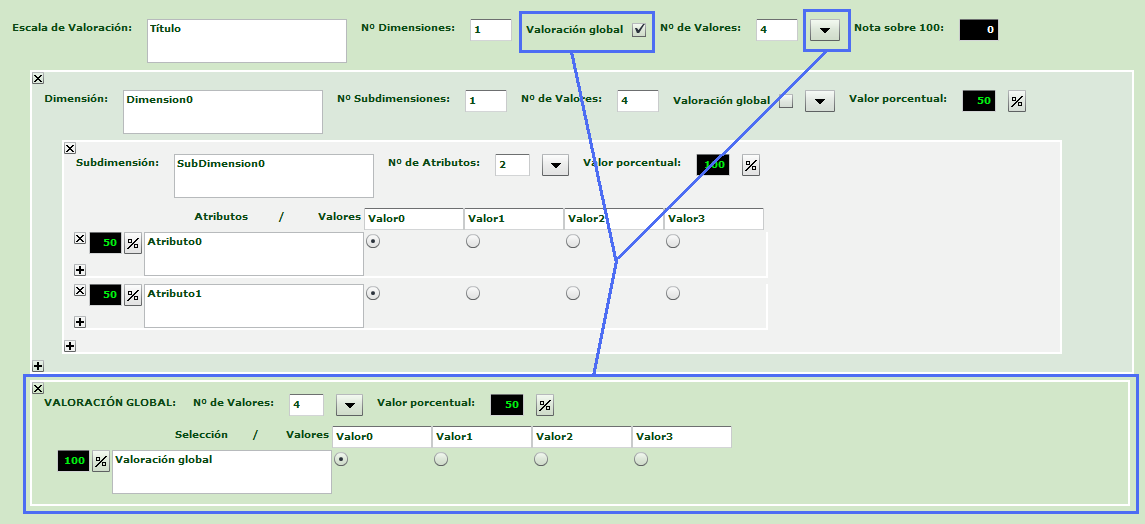 Escala de Valoración: Título Nº Dimensiones: 1 Valoración global Nº de Valores: 4 Nota sobre 100: 0
Dimensión: Dimension0 Nº Subdimensiones: 1 Nº de Valores: 4 Valoración global Valor porcentual: 50 %
Subdimensión: SubDimension0 Nº de Atributos: 2 Valor porcentual: 100 %
Atributos / Valores Valor0 Valor1 Valor2 Valor3
50 % Atributo0
50 % Atributo1
VALORACIÓN GLOBAL: Nº de Valores: 4 Valor porcentual: 50 %
Selección / Valores Valor0 Valor1 Valor2 Valor3
100 % Valoración global